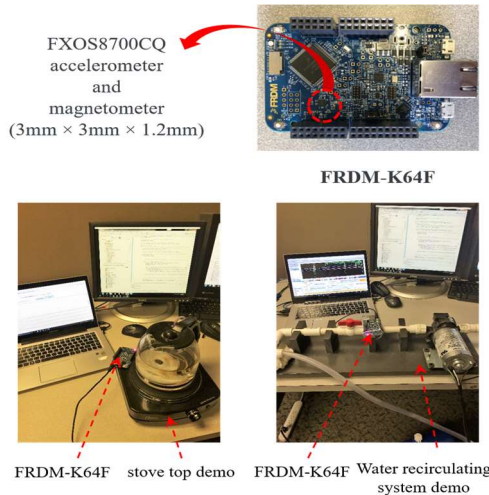 FXOS8700CQ
accelerometer
and
magnetometer
(3mm × 3mm × 1.2mm)
FRDM
FRDM-K64F
FRDM-K64F
stove top demo
FRDM-K64F
Water recirculating
system demo